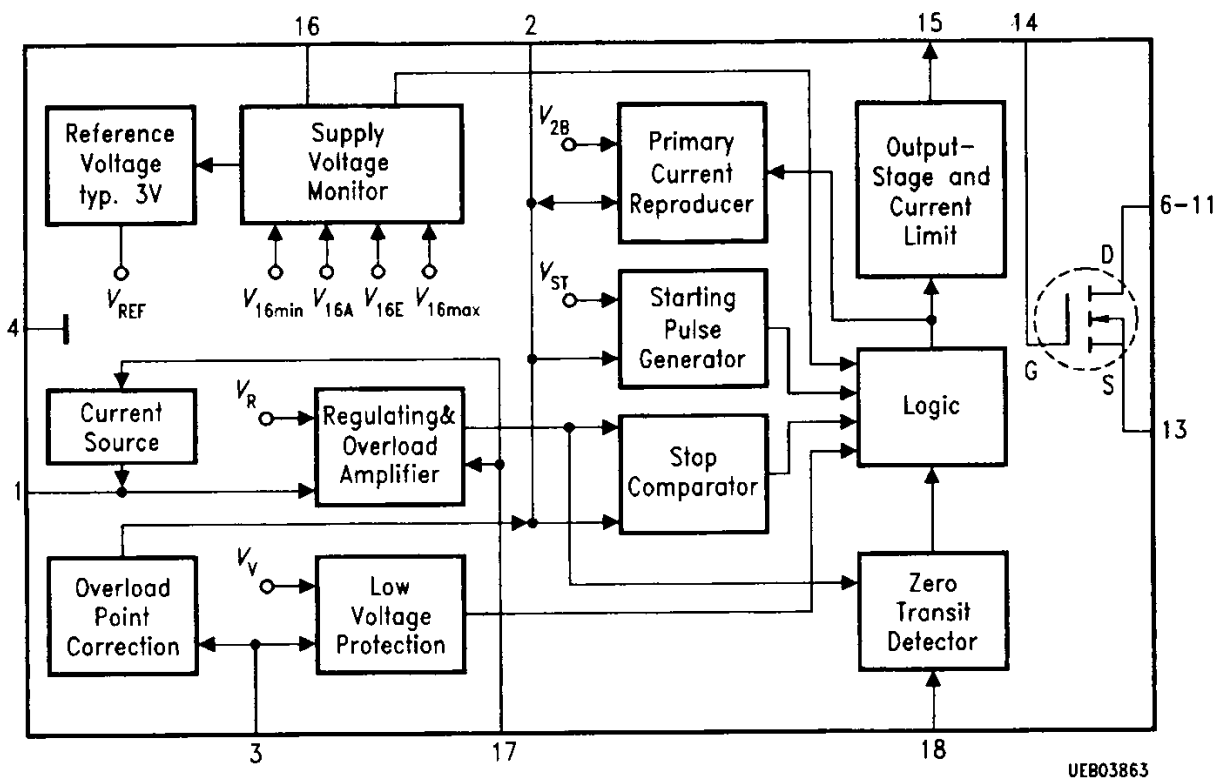 16
2
15
14
Reference
Voltage
typ. 3V
Supply
Voltage
Monitor
V2B
Primary
Current
Reproducer
Output-
Stage and
Current
Limit
6-11
D
VREF
V16min
V16A
V16E
V16max
VST
Starting
Pulse
Generator
4
G
S
Current
Source
VR
Regulating&
Overload
Amplifier
Stop
Comparator
Logic
13
1
Overload
Point
Correction
VV
Low
Voltage
Protection
Zero
Transit
Detector
3
17
18
UEB03863